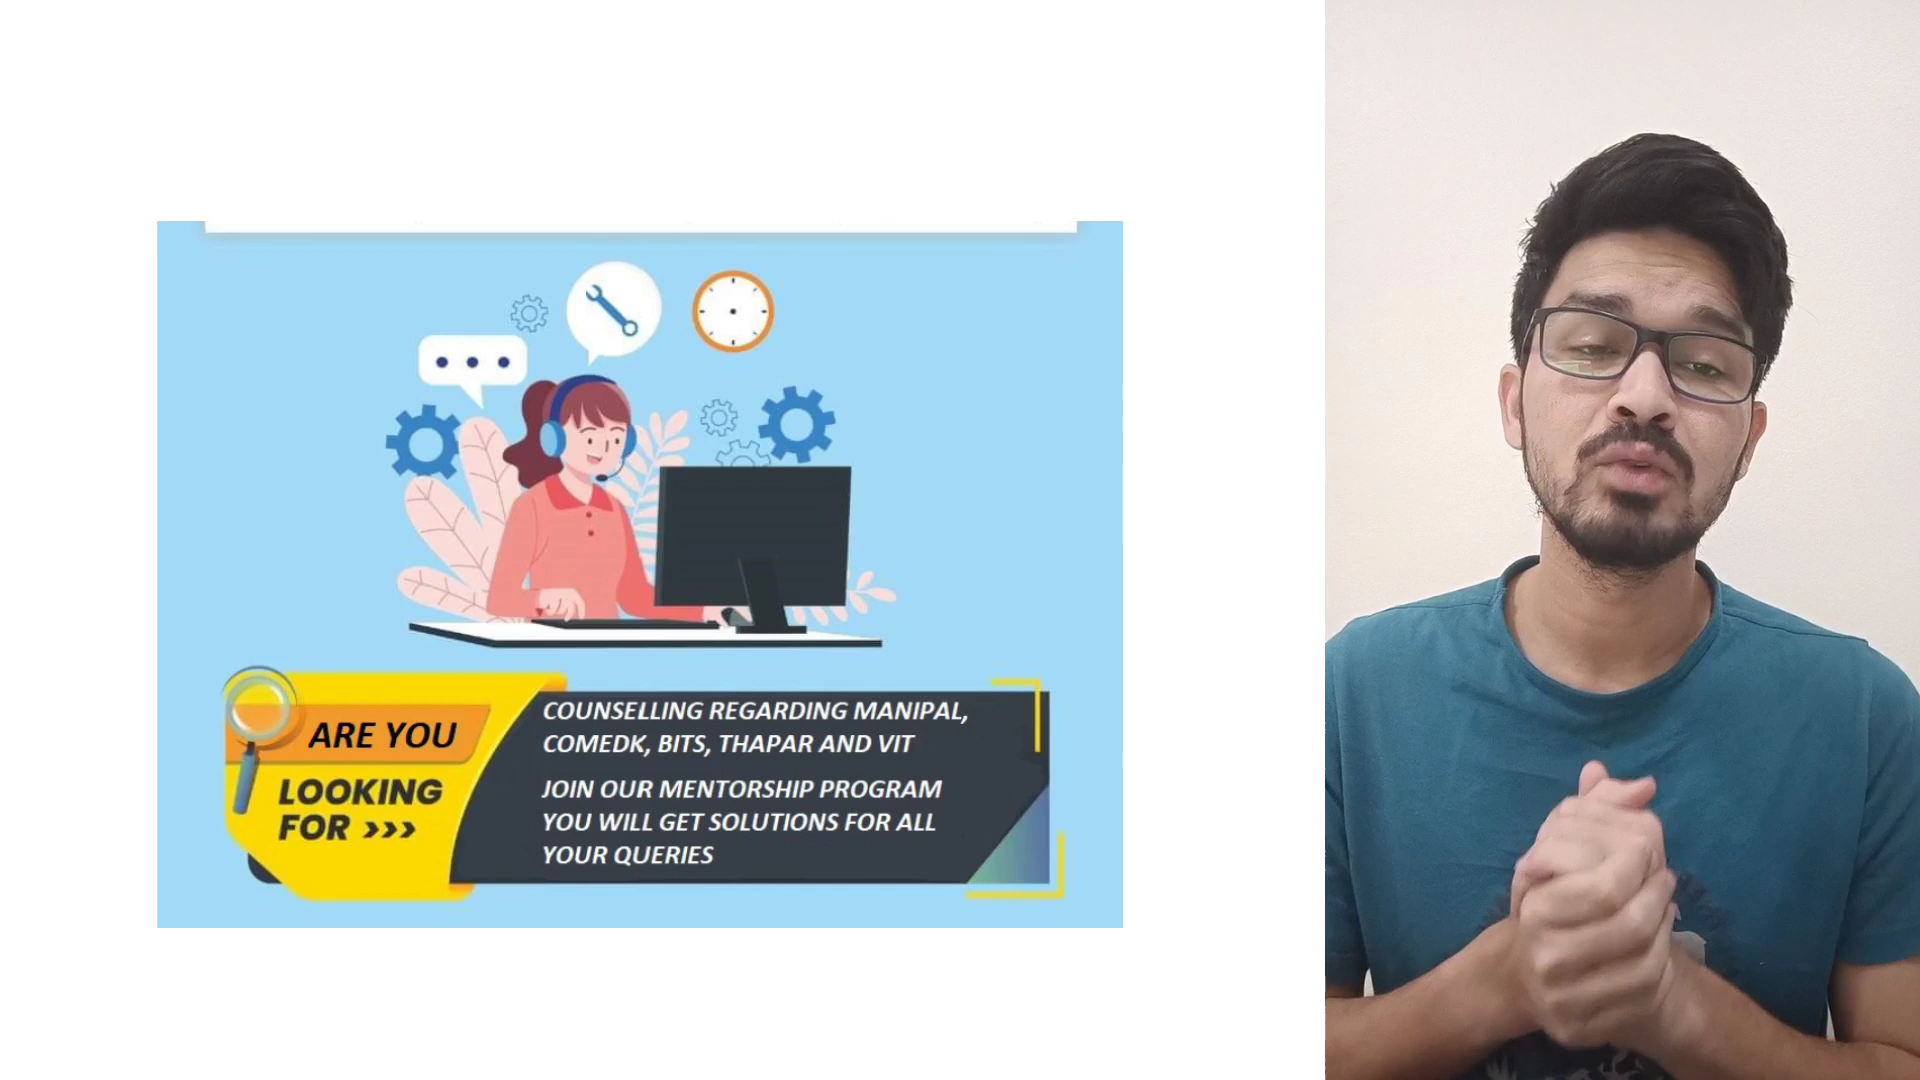 ARE YOU
LOOKING
FOR >>>
COUNSELLING REGARDING MANIPAL,
COMEDK, BITS, THAPAR AND VIT
JOIN OUR MENTORSHIP PROGRAM
YOU WILL GET SOLUTIONS FOR ALL
YOUR QUERIES